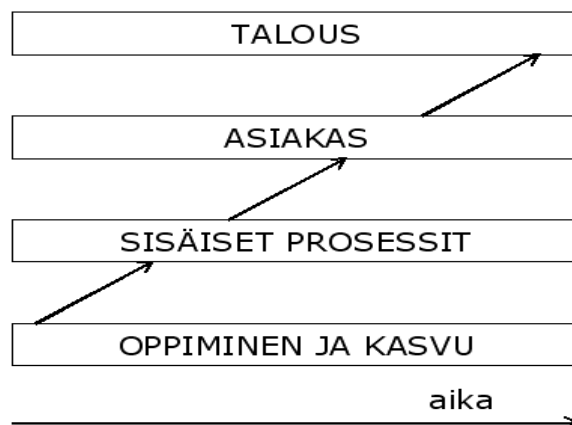 TALOUS
ASIAKAS
SISÄISET PROSESSIT
OPPIMINEN JA KASVU
aika